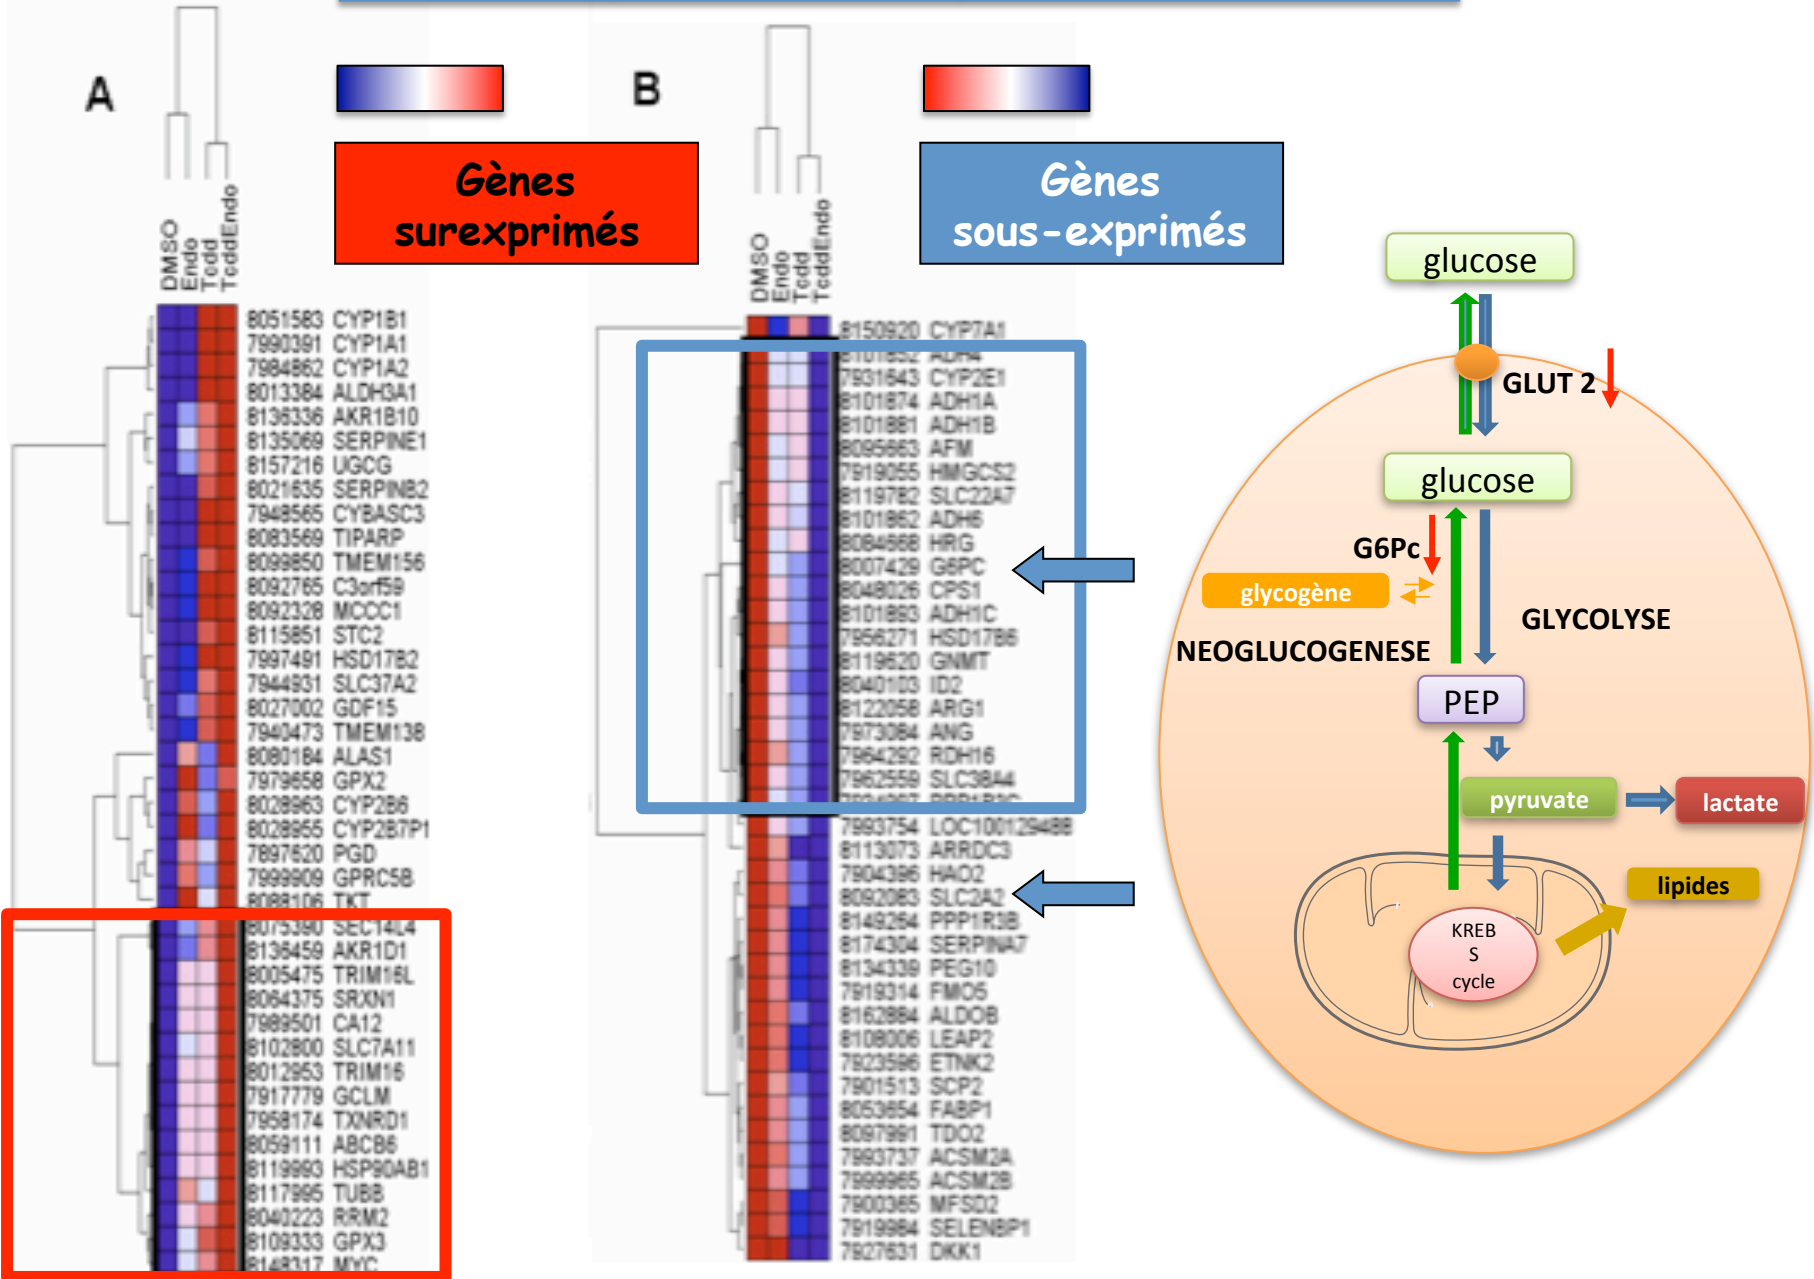 A
Gènes
surexprimés
DMSO
Endo
Tcdd
TcddEndo
8051583 CYP1B1
7990391 CYP1A1
7984862 CYP1A2
8013384 ALDH3A1
8136336 AKR1B10
8135069 SERPINE1
8157216 UGCG
8021635 SERPINB2
7948565 CYBASC3
8083569 TIPARP
8099850 TMEM156
8092765 C3orf59
8092328 MCCC1
8115851 STC2
7997491 HSD17B2
7944931 SLC37A2
8027002 GDF15
7940473 TMEM138
8080184 ALAS1
7979658 GPX2
8028963 CYP2B6
8028955 CYP2B7P1
7897620 PGD
7999909 GPRC5B
8088106 TKT
8075390 SEC14L4
8136459 AKR1D1
8005475 TRIM16L
8064375 SRXN1
7989501 CA12
8102800 SLC7A11
8012953 TRIM16
7917779 GCLM
7958174 TXNRD1
8059111 ABCB6
8119993 HSP90AB1
8117995 TUBB
8040223 RRM2
8109333 GPX3
8148317 MYC
B
Gènes
sous-exprimés
DMSO
Endo
Tcdd
TcddEndo
8150920 CYP7A1
8101852 ADH4
7931643 CYP2E1
8101874 ADH1A
8101881 ADH1B
8095663 AFM
7919055 HMGCS2
8119782 SLC22A7
8101862 ADH6
8084668 HRG
8007429 G6PC
8048026 CPS1
8101893 ADH1C
7956271 HSD17B6
8119620 GNMT
8040103 ID2
8122058 ARG1
7973084 ANG
7964292 RDH16
7962559 SLC38A4
7993754 LOC100129488
8113073 ARRDC3
7904396 HAO2
8092083 SLC2A2
8149264 PPP1R3B
8174304 SERPINA7
8134339 PEG10
7919314 FMO5
8162884 ALDOB
8108006 LEAP2
7923596 ETNK2
7901513 SCP2
8053654 FABP1
8097991 TDO2
7993737 ACSM2A
7999965 ACSM2B
7900365 MFSD2
7919984 SELENBP1
7927631 DKK1
glucose
GLUT 2
glucose
G6Pc
glycogène
GLYCOLYSE
NEOGLUCOGENESE
PEP
pyruvate
lactate
lipides
KREB
S
cycle